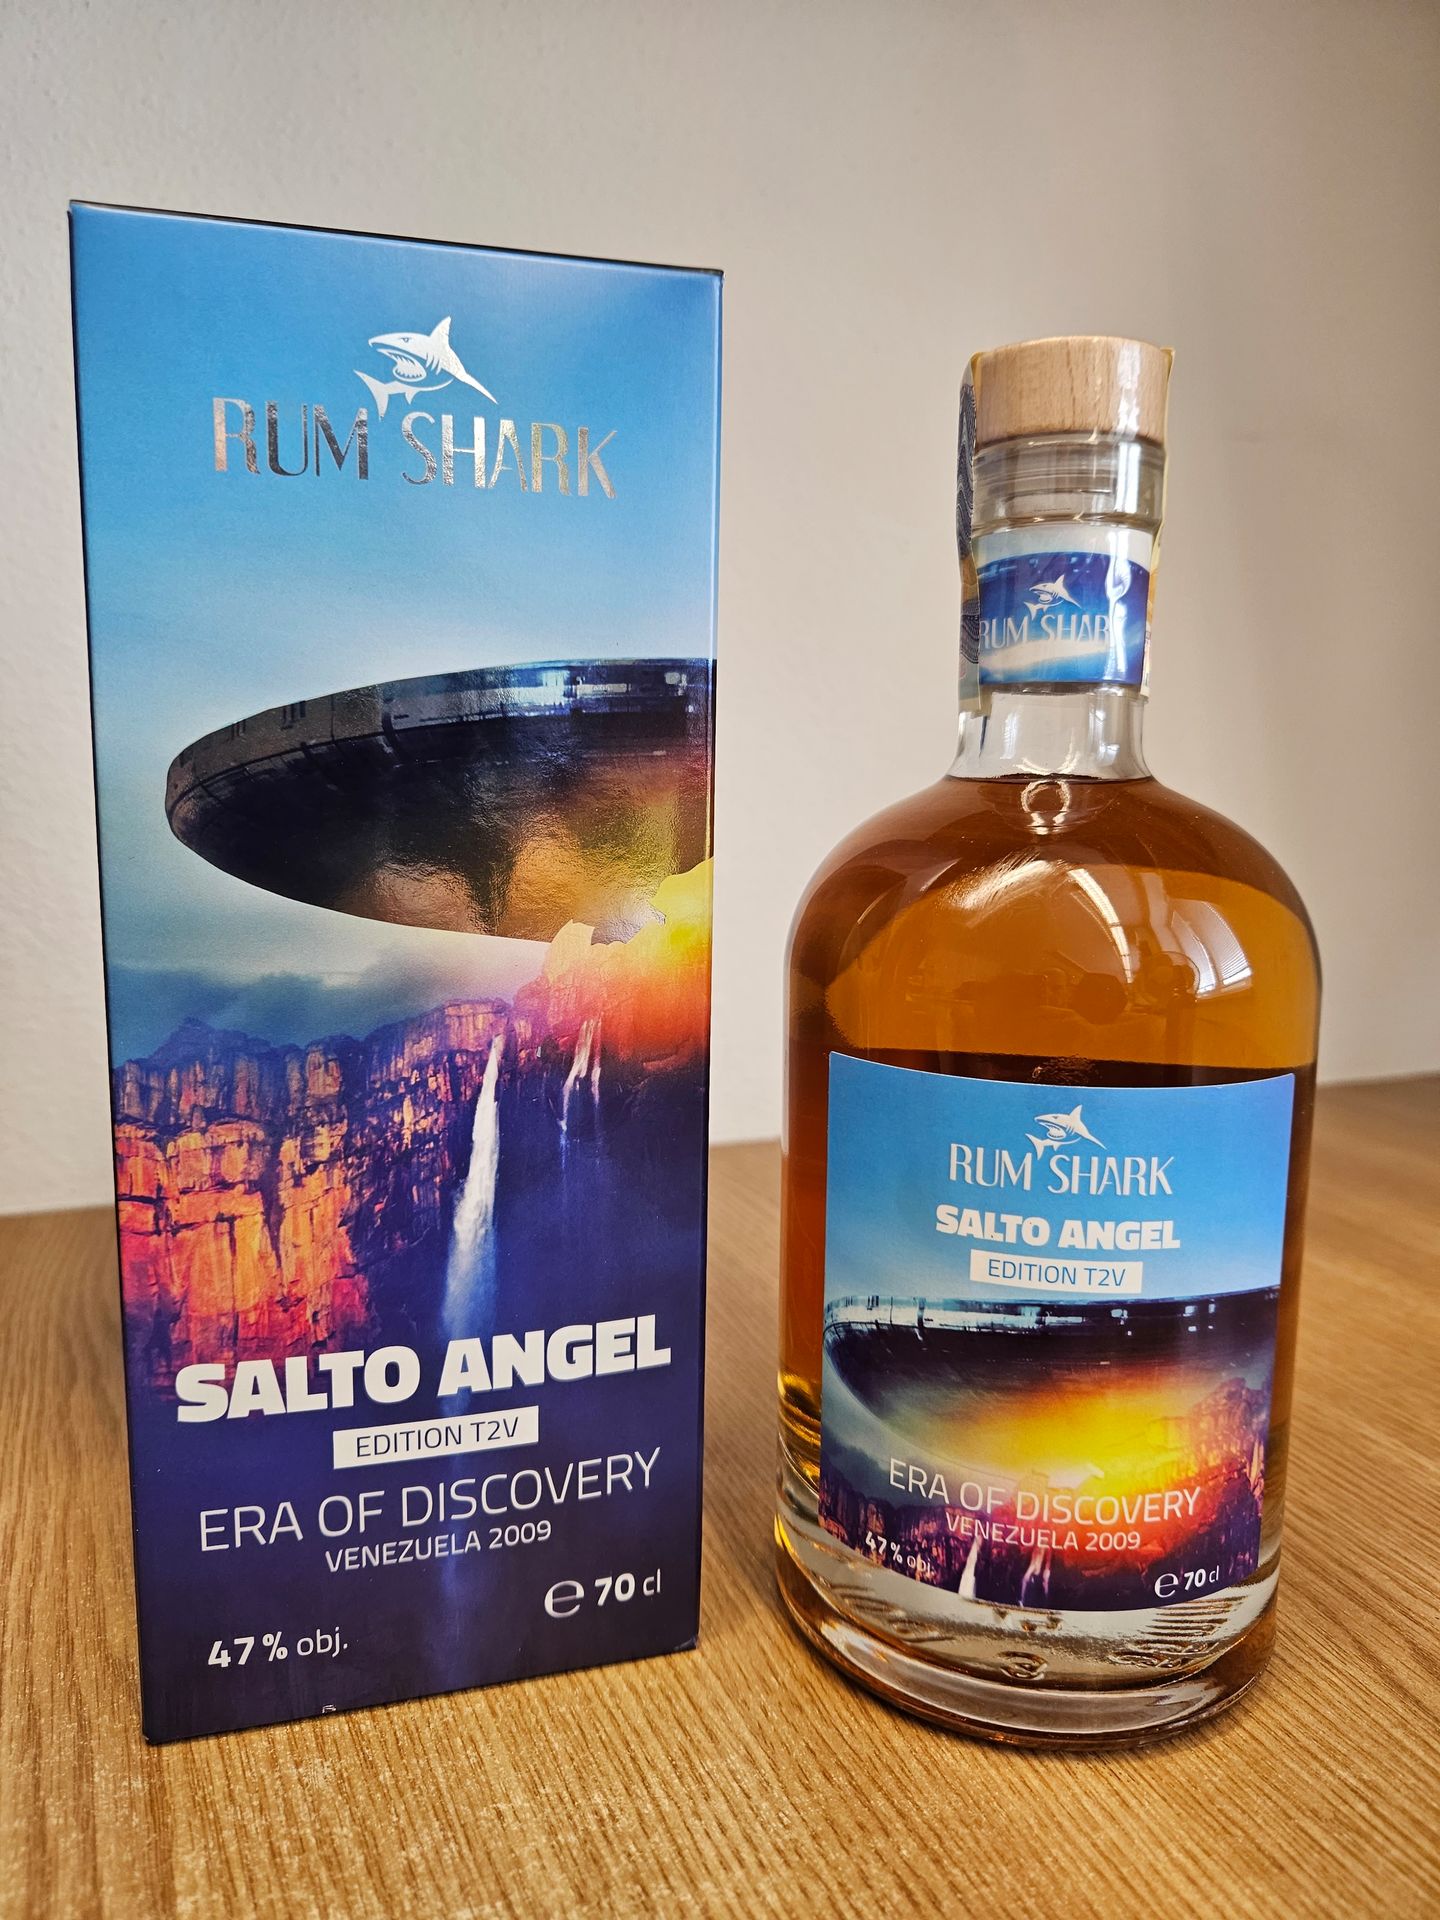 RUM SHARK
SALTO ANGEL
EDITION T2V
ERA OF DISCOVERY
VENEZUELA 2009
e 70 cl
47 % obj.
RUM SHARK
RUM SHARK
SALTO ANGEL
EDITION T2V
ERA OF DISCOVERY
VENEZUELA 2009
47 % obj.
e 70 cl